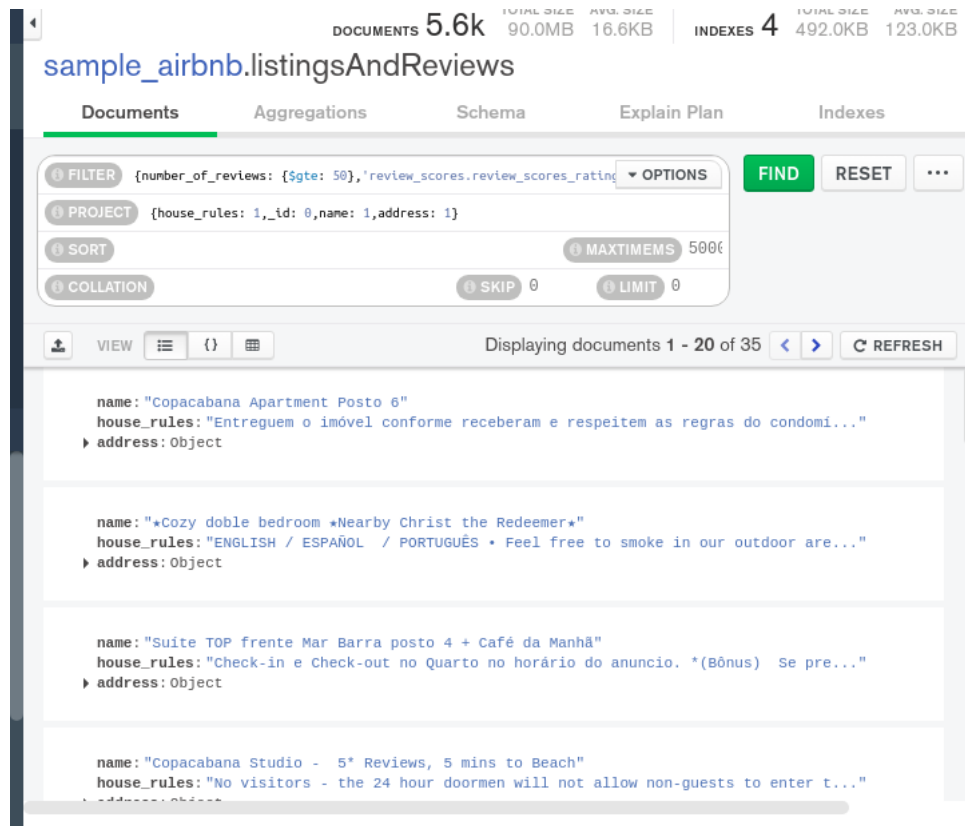 TOTAL SIZE AVG. SIZE TOTAL SIZE AVG. SIZE
DOCUMENTS 5.6k 90.0MB 16.6KB INDEXES 4 492.0KB 123.0KB
sample_airbnb.listingsAndReviews
Documents Aggregations Schema Explain Plan Indexes
FILTER {number_of_reviews: {$gte: 50},'review_scores.review_scores_rating OPTIONS FIND RESET ...
PROJECT {house_rules: 1,_id: 0,name: 1,address: 1}
SORT MAXTIMEMS 5000
COLLATION SKIP 0 LIMIT 0
VIEW {} Displaying documents 1 - 20 of 35 < > REFRESH
name:"Copacabana Apartment Posto 6"
house_rules:"Entreguem o imóvel conforme receberam e respeitem as regras do condomí..."
address:Object
name:"★Cozy doble bedroom ★Nearby Christ the Redeemer★"
house_rules:"ENGLISH / ESPAÑOL / PORTUGUÊS • Feel free to smoke in our outdoor are..."
address:Object
name:"Suíte TOP frente Mar Barra posto 4 + Café da Manhã"
house_rules:"Check-in e Check-out no Quarto no horário do anuncio. *(Bônus) Se pre..."
address:Object
name:"Copacabana Studio - 5* Reviews, 5 mins to Beach"
house_rules:"No visitors - the 24 hour doormen will not allow non-guests to enter t..."
address:Object